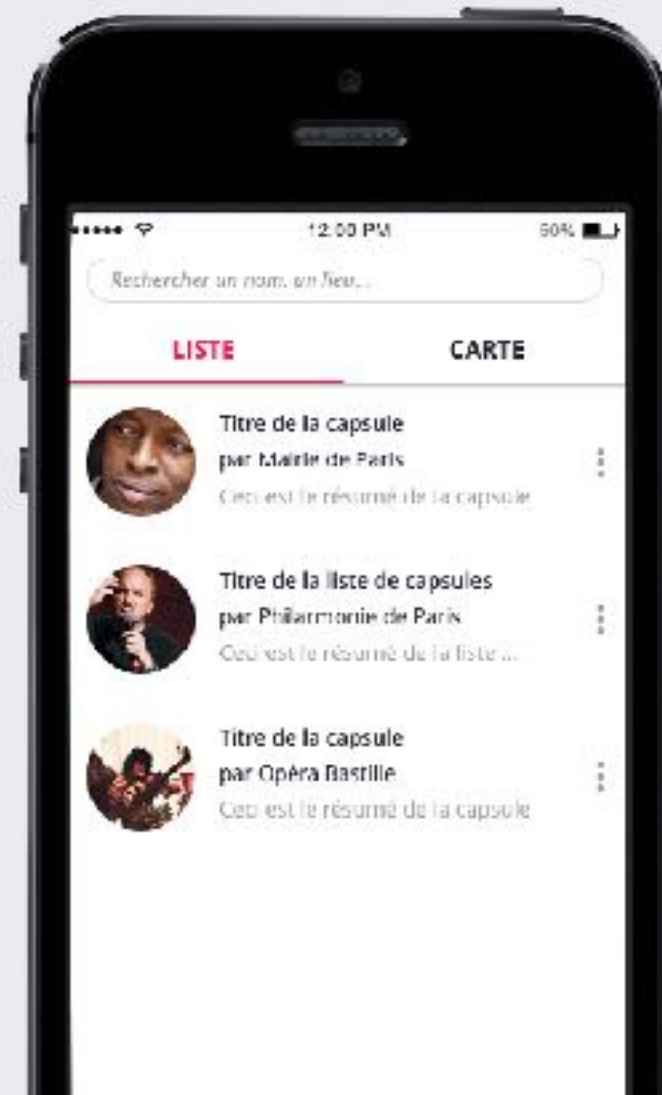 12:00 PM
50%
Rechercher un nom, un lieu...
LISTE
CARTE
Titre de la capsule
par Mairie de Paris
Ceci est le résumé de la capsule
Titre de la liste de capsules
par Philarmonie de Paris
Ceci est le résumé de la liste ...
Titre de la capsule
par Opéra Bastille
Ceci est le résumé de la capsule